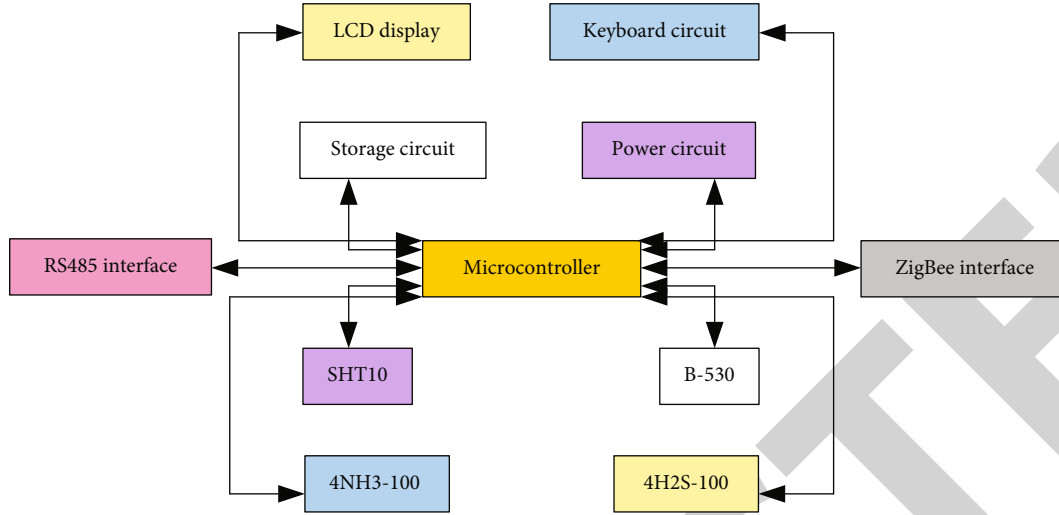 LCD display
Keyboard circuit
Storage circuit
Power circuit
RS485 interface
Microcontroller
ZigBee interface
SHT10
B-530
4NH3-100
4H2S-100